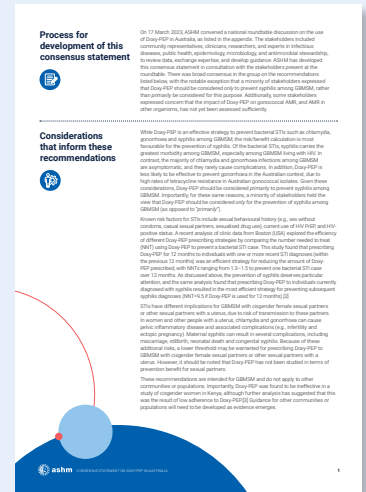 Process for
development of this
consensus statement
On 17 March 2023, ASHM convened a national roundtable discussion on the use
of Doxy-PEP in Australia, as listed in the appendix. The stakeholders included
community representatives, clinicians, researchers, and experts in infectious
diseases, public health, epidemiology, microbiology, and antimicrobial stewardship,
to review data, exchange expertise, and develop guidance. ASHM has developed
this consensus statement in consultation with the stakeholders present at the
roundtable. There was broad consensus in the group on the recommendations
listed below, with the notable exception that a minority of stakeholders expressed
that Doxy-PEP should be considered only to prevent syphilis among GBMSM, rather
than primarily be considered for this purpose. Additionally, some stakeholders
expressed concern that the impact of Doxy-PEP on gonococcal AMR, and AMR in
other organisms, has not yet been assessed sufficiently
Considerations
that inform these
recommendations
While Doxy-PEP is an effective strategy to prevent bacterial STIs such as chlamydia,
gonorrhoea and syphilis among GBMSM, the risk/benefit calculation is most
favourable for the prevention of syphilis. Of the bacterial STIs, syphilis carries the
greatest morbidity among GBMSM, especially among GBMSM living with HIV. In
contrast, the majority of chlamydia and gonorrhoea infections among GBMSM
are asymptomatic, and they rarely cause complications. In addition, Doxy-PEP is
less likely to be effective to prevent gonorrhoea in the Australian context, due to
high rates of tetracycline resistance in Australian gonococcal isolates. Given these
considerations, Doxy-PEP should be considered primarily to prevent syphilis among
GBMSM. Importantly, for these same reasons, a minority of stakeholders held the
view that Doxy-PEP should be considered only for the prevention of syphilis among
GBMSM (as opposed to "primarily").
Known risk factors for STIs include sexual behavioural history (e.g., sex without
condoms, casual sexual partners, sexualised drug use), current use of HIV PrEP, and HIV-
positive status. A recent analysis of clinic data from Boston (USA) explored the efficiency
of different Doxy-PEP prescribing strategies by comparing the number needed to treat
(NNT) using Doxy-PEP to prevent a bacterial STI case. This study found that prescribing
Doxy-PEP for 12 months to individuals with one or more recent STI diagnoses (within
the previous 12 months) was an efficient strategy for reducing the amount of Doxy-
PEP prescribed, with NNTs ranging from 1.3–1.5 to prevent one bacterial STI case
over 12 months. As discussed above, the prevention of syphilis deserves particular
attention, and the same analysis found that prescribing Doxy-PEP to individuals currently
diagnosed with syphilis resulted in the most efficient strategy for preventing subsequent
syphilis diagnoses (NNT=9.5 if Doxy-PEP is used for 12 months).[2]
STIs have different implications for GBMSM with cisgender female sexual partners
or other sexual partners with a uterus, due to risk of transmission to these partners.
In women and other people with a uterus, chlamydia and gonorrhoea can cause
pelvic inflammatory disease and associated complications (e.g., infertility and
ectopic pregnancy). Maternal syphilis can result in several complications, including
miscarriage, stillbirth, neonatal death and congenital syphilis. Because of these
additional risks, a lower threshold may be warranted for prescribing Doxy-PEP to
GBMSM with cisgender female sexual partners or other sexual partners with a
uterus. However, it should be noted that Doxy-PEP has not been studied in terms of
prevention benefit for sexual partners.
These recommendations are intended for GBMSM and do not apply to other
communities or populations. Importantly, Doxy-PEP was found to be ineffective in a
study of cisgender women in Kenya, although further analysis has suggested that this
was the result of low adherence to Doxy-PEP.[3] Guidance for other communities or
populations will need to be developed as evidence emerges.
ashm CONSENSUS STATEMENT ON DOXY-PEP IN AUSTRALIA
1